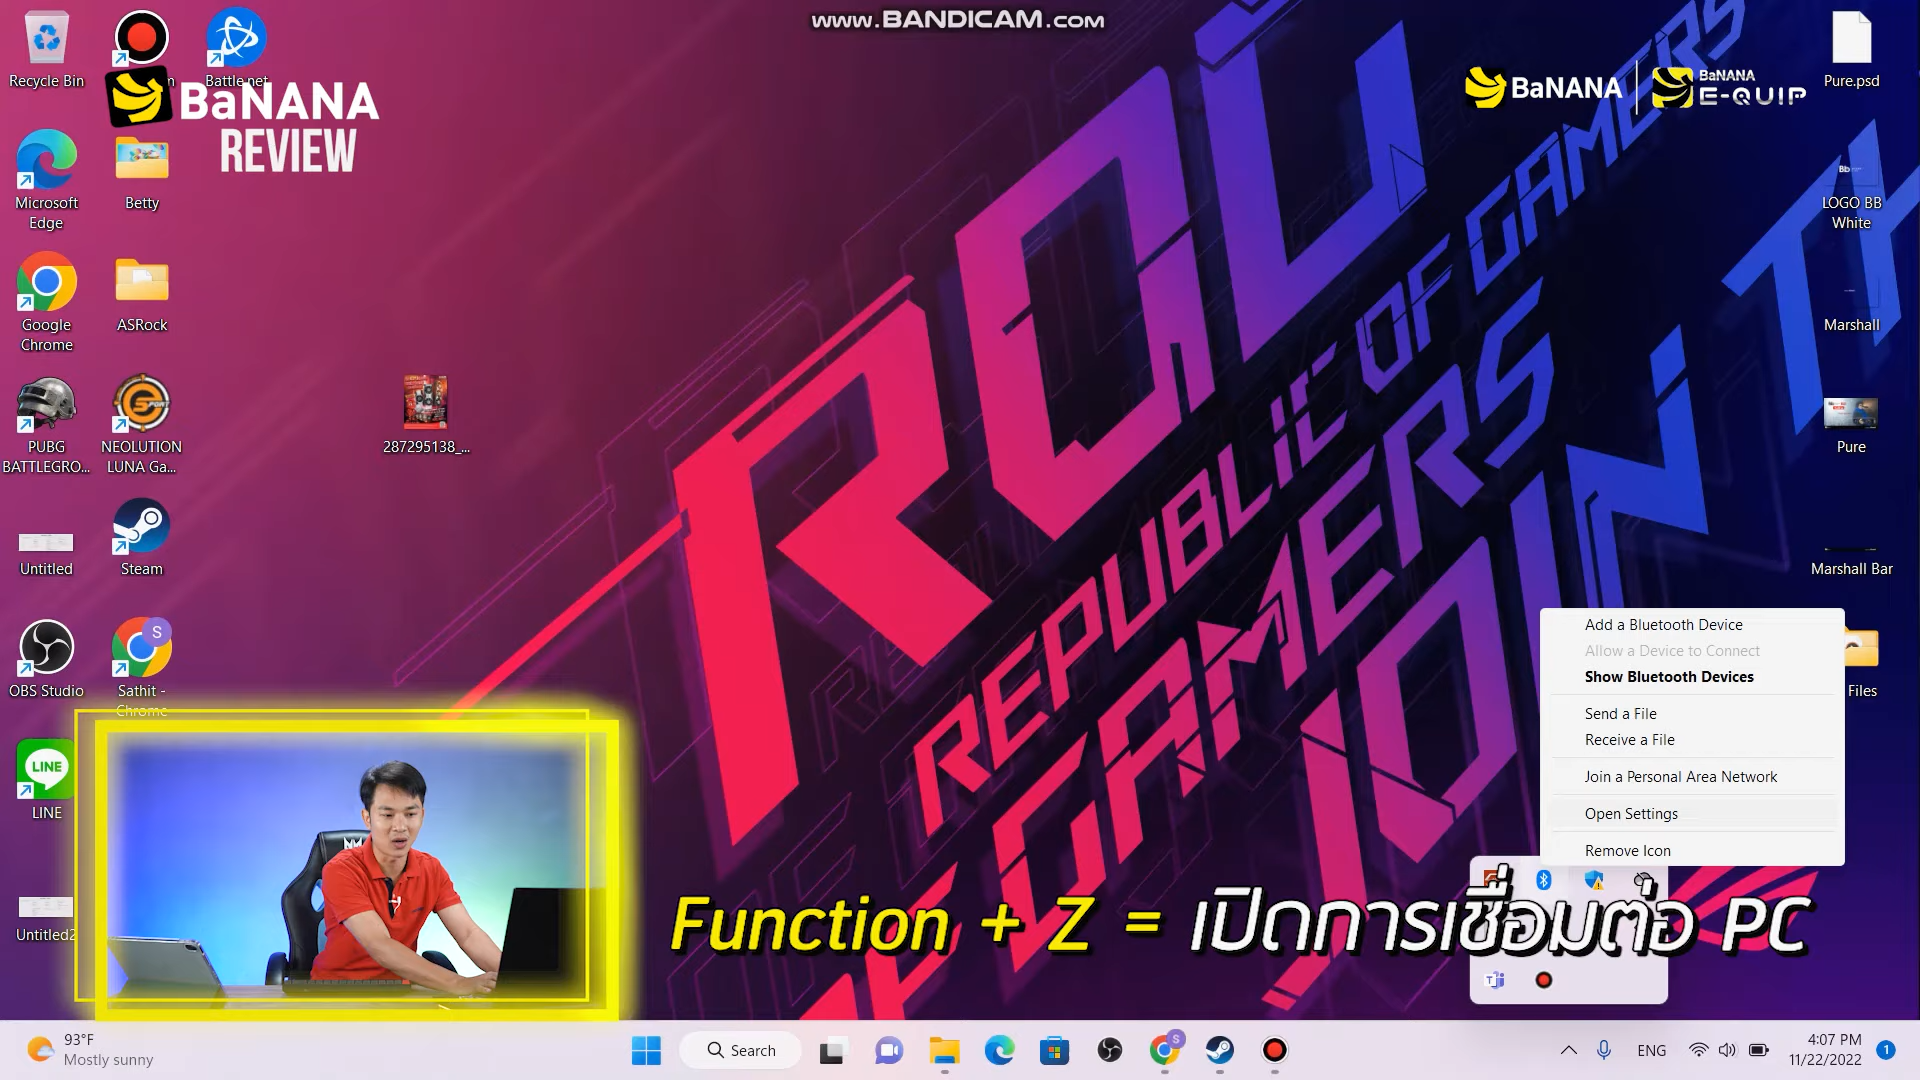 www.BANDICAM.com
Recycle Bin
Battle.net
BaNANA
REVIEW
BaNANA
BaNANA
E-QUIP
Pure.psd
Microsoft
Edge
Betty
LOGO BB
White
Google
Chrome
ASRock
Marshall
PUBG
BATTLEGRO...
NEOLUTION
LUNA Ga...
287295138_...
Pure
Untitled
Steam
Marshall Bar
OBS Studio
Sathit -
Chrome
Files
LINE
LINE
Untitled2
REPUBLIC OF GAMERS
JOIN TH
Add a Bluetooth Device
Allow a Device to Connect
Show Bluetooth Devices
Send a File
Receive a File
Join a Personal Area Network
Open Settings
Remove Icon
Function + Z = เปิดการเชื่อมต่อ PC
93°F
Mostly sunny
Search
ENG
4:07 PM
11/22/2022
1